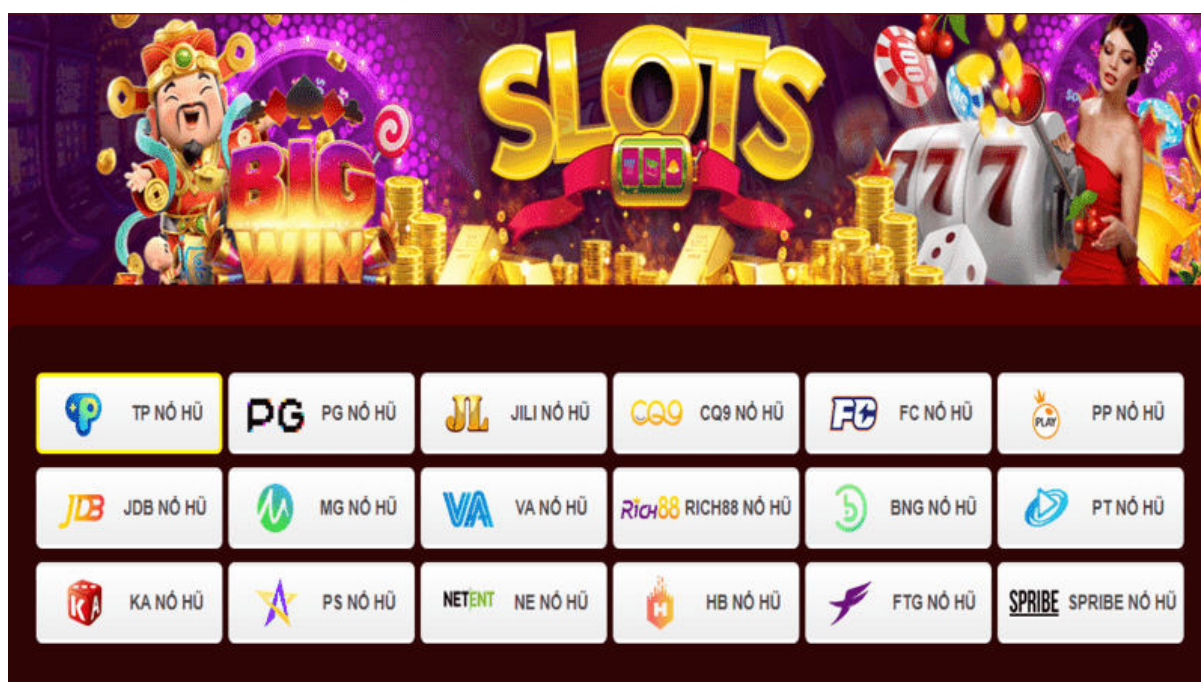 SLOTS
BIG
WIN
100
777
TP NỔ HŨ
PG PG NỔ HŨ
JL JILI NỔ HŨ
CQ9 CQ9 NỔ HŨ
FC FC NỔ HŨ
PLAY PP NỔ HŨ
JDB JDB NỔ HŨ
MG NỔ HŨ
VA VA NỔ HŨ
RiCH88 RICH88 NỔ HŨ
BNG NỔ HŨ
PT NỔ HŨ
KA KA NỔ HŨ
PS NỔ HŨ
NETENT NE NỔ HŨ
H HB NỔ HŨ
FTG NỔ HŨ
SPRIBE SPRIBE NỔ HŨ